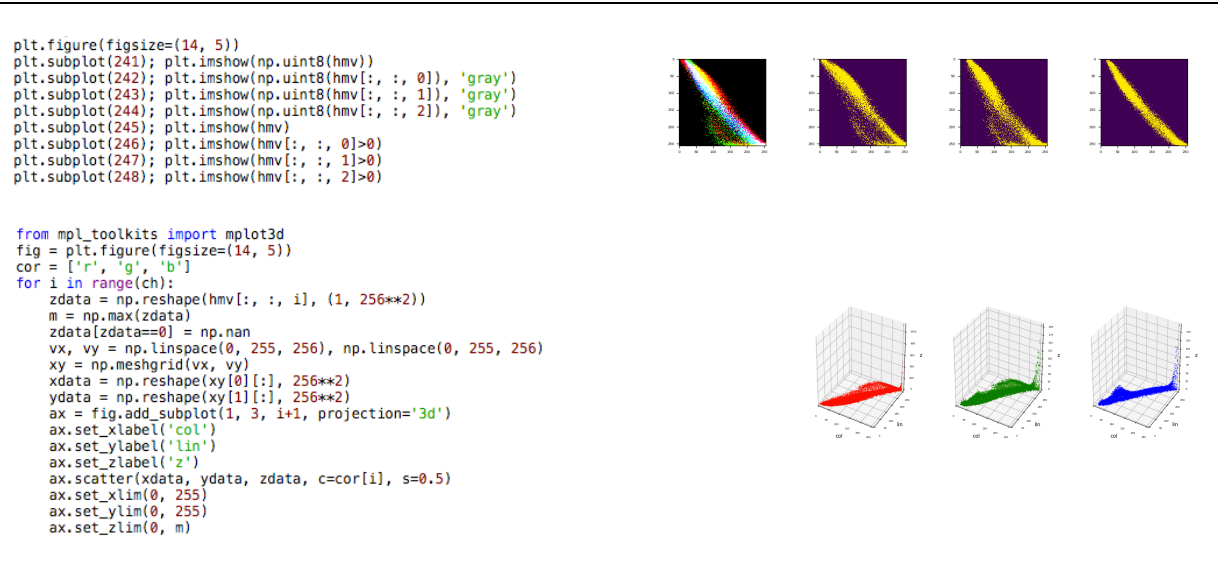 plt.figure(figsize=(14, 5))
plt.subplot(241); plt.imshow(np.uint8(hmv))
plt.subplot(242); plt.imshow(np.uint8(hmv[:, :, 0]), 'gray')
plt.subplot(243); plt.imshow(np.uint8(hmv[:, :, 1]), 'gray')
plt.subplot(244); plt.imshow(np.uint8(hmv[:, :, 2]), 'gray')
plt.subplot(245); plt.imshow(hmv)
plt.subplot(246); plt.imshow(hmv[:, :, 0]>0)
plt.subplot(247); plt.imshow(hmv[:, :, 1]>0)
plt.subplot(248); plt.imshow(hmv[:, :, 2]>0)
from mpl_toolkits import mplot3d
fig = plt.figure(figsize=(14, 5))
cor = ['r', 'g', 'b']
for i in range(ch):
    zdata = np.reshape(hmv[:, :, i], (1, 256**2))
    m = np.max(zdata)
    zdata[zdata==0] = np.nan
    vx, vy = np.linspace(0, 255, 256), np.linspace(0, 255, 256)
    xy = np.meshgrid(vx, vy)
    xdata = np.reshape(xy[0][:], 256**2)
    ydata = np.reshape(xy[1][:], 256**2)
    ax = fig.add_subplot(1, 3, i+1, projection='3d')
    ax.set_xlabel('col')
    ax.set_ylabel('lin')
    ax.set_zlabel('z')
    ax.scatter(xdata, ydata, zdata, c=cor[i], s=0.5)
    ax.set_xlim(0, 255)
    ax.set_ylim(0, 255)
    ax.set_zlim(0, m)
z
lin
col
z
lin
col
z
lin
col